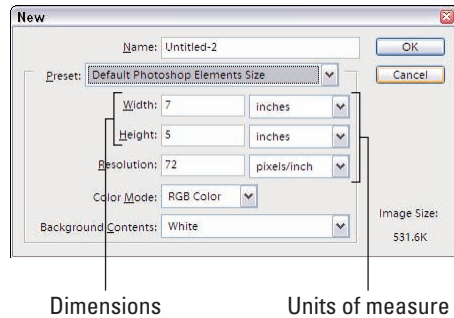 New
Name: Untitled-2
OK
Preset: Default Photoshop Elements Size
Cancel
Width: 7 inches
Height: 5 inches
Resolution: 72 pixels/inch
Color Mode: RGB Color
Image Size:
Background Contents: White
531.6K
Dimensions Units of measure